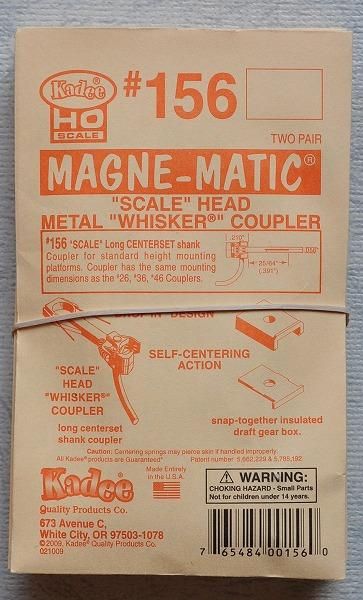 Kadee®
HO
SCALE
#156
TWO PAIR
MAGNE-MATIC®
"SCALE" HEAD
METAL "WHISKER®" COUPLER
#156 "SCALE" Long CENTERSET shank
Coupler for standard height mounting
platforms. Coupler has the same mounting
dimensions as the #26, #36, #46 Couplers.
.210"
.056"
25/64"
(.391")
DROP-IN DESIGN
SELF-CENTERING
ACTION
"SCALE"
HEAD
"WHISKER®"
COUPLER
long centerset
shank coupler
snap-together insulated
draft gear box.
Caution: Centering springs may pierce skin if handled improperly.
All Kadee® products are Guaranteed*
Patent number 5,662,229 & 5,785,192
Kadee®
Quality Products Co.
673 Avenue C,
White City, OR 97503-1078
©2009, Kadee® Quality Products Co.
021009
Made Entirely
in the U.S.A.
WARNING:
CHOKING HAZARD - Small Parts
Not for children under 14 years.
7 65484 00156 0